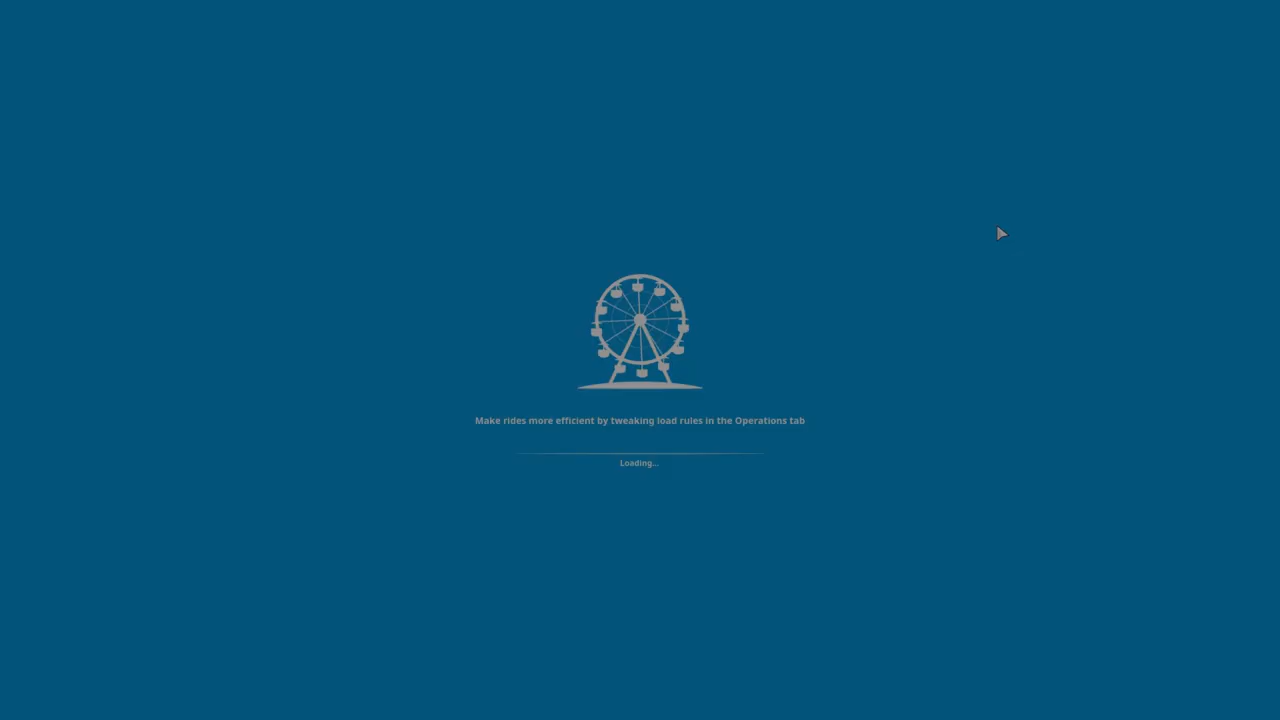 Make rides more efficient by tweaking load rules in the Operations tab
Loading...